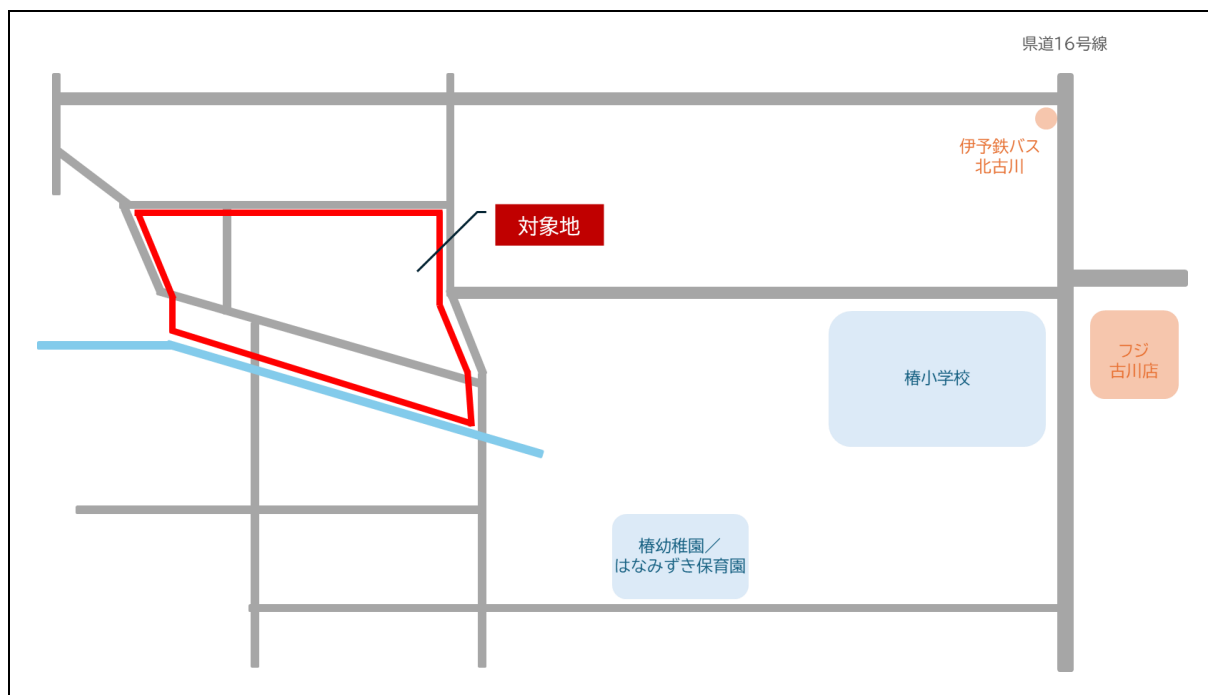 県道16号線
伊予鉄バス
北古川
対象地
フジ
古川店
椿小学校
椿幼稚園／
はなみずき保育園